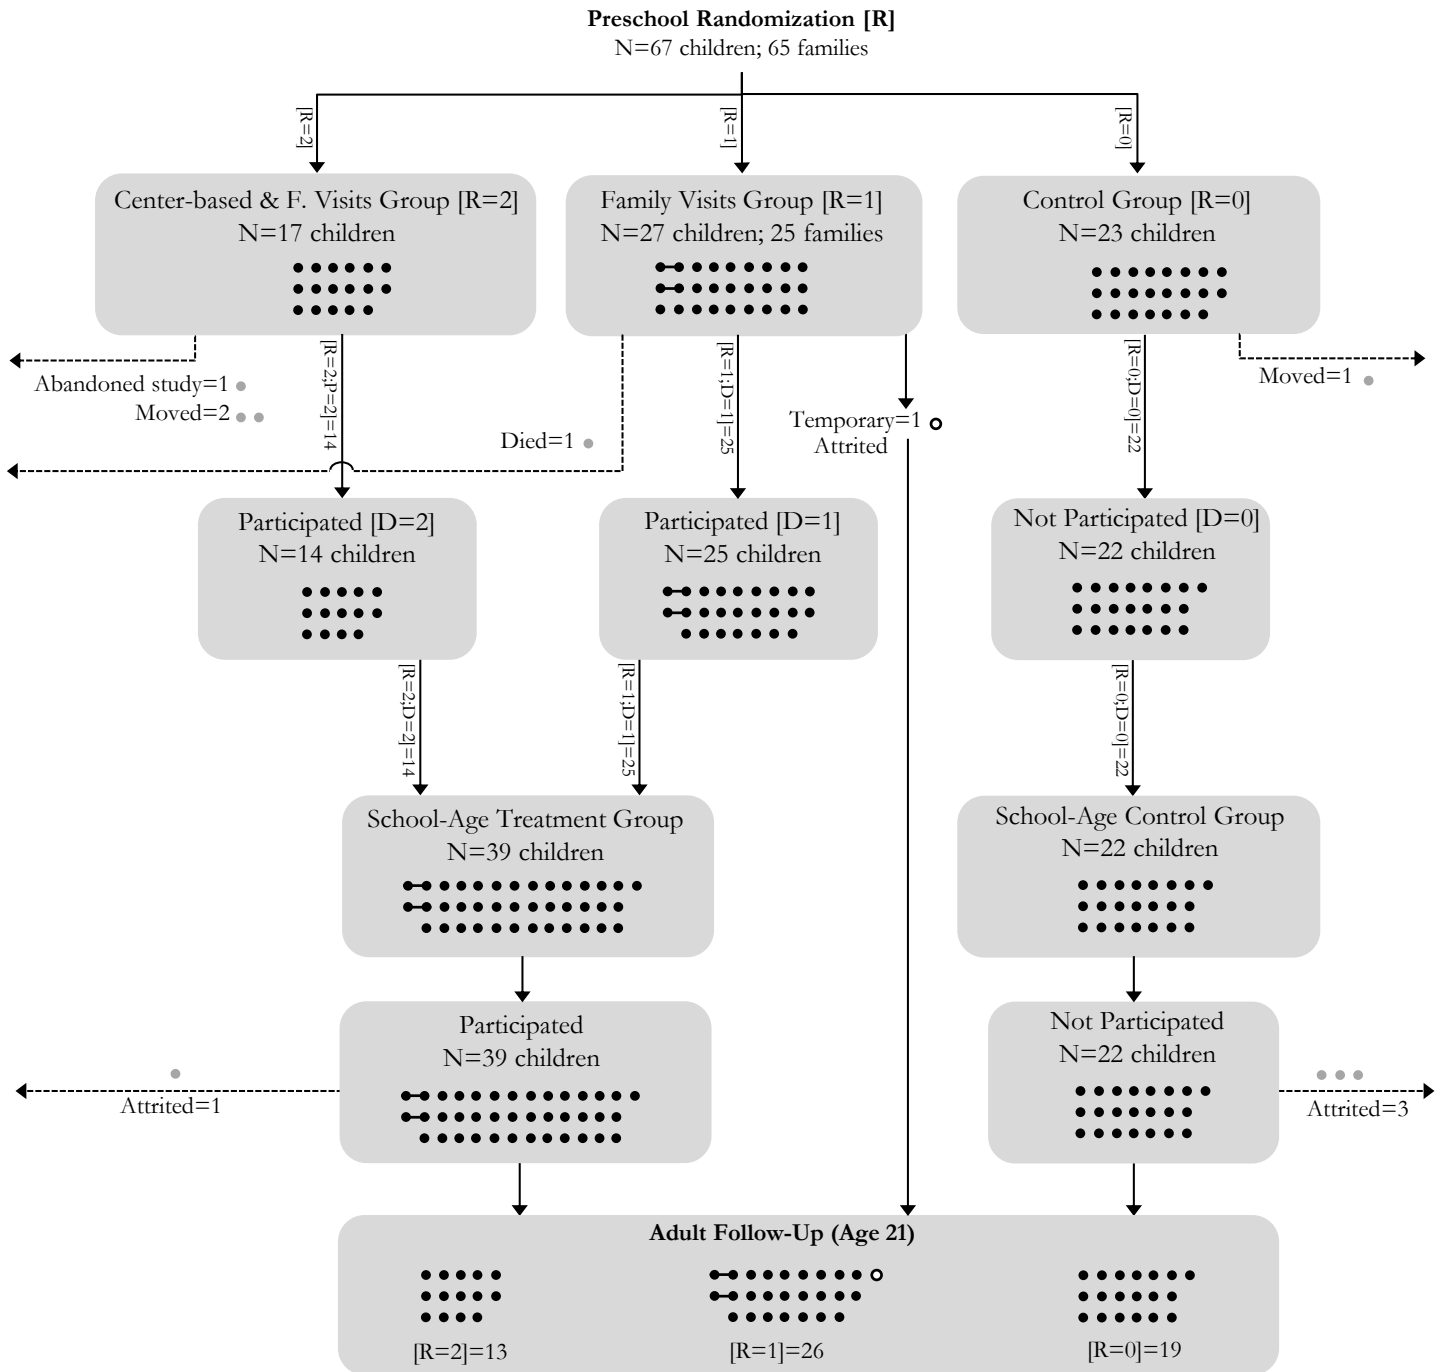 Preschool Randomization [R]
N=67 children; 65 families
[R=2]
[R=1]
[R=0]
Center-based & F. Visits Group [R=2]
N=17 children
Family Visits Group [R=1]
N=27 children; 25 families
Control Group [R=0]
N=23 children
Abandoned study=1
Moved=2
[R=2;P=2]=14
Died=1
[R=1;D=1]=25
Temporary=1
Attrited
[R=0;D=0]=22
Moved=1
Participated [D=2]
N=14 children
Participated [D=1]
N=25 children
Not Participated [D=0]
N=22 children
[R=2;D=2]=14
[R=1;D=1]=25
[R=0;D=0]=22
School-Age Treatment Group
N=39 children
School-Age Control Group
N=22 children
Participated
N=39 children
Not Participated
N=22 children
Attrited=1
Attrited=3
Adult Follow-Up (Age 21)
[R=2]=13
[R=1]=26
[R=0]=19